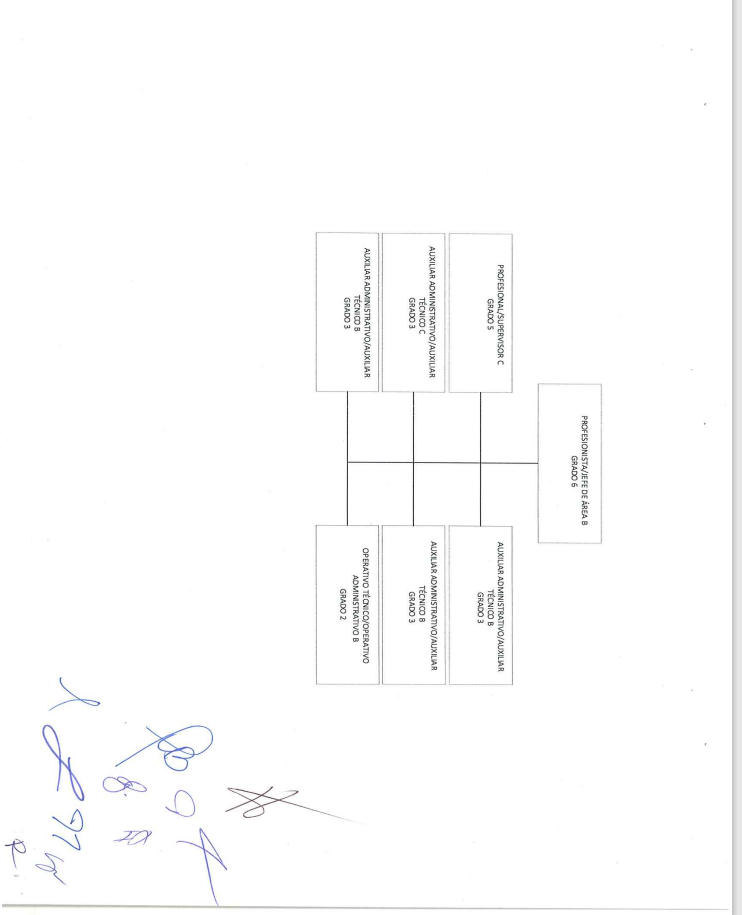 PROFESIONISTA/JEFE DE ÁREA B
GRADO 6
PROFESIONAL/SUPERVISOR C
GRADO 5
AUXILIAR ADMINISTRATIVO/AUXILIAR
TÉCNICO B
GRADO 3
AUXILIAR ADMINISTRATIVO/AUXILIAR
TÉCNICO C
GRADO 3
AUXILIAR ADMINISTRATIVO/AUXILIAR
TÉCNICO B
GRADO 3
AUXILIAR ADMINISTRATIVO/AUXILIAR
TÉCNICO B
GRADO 3
OPERATIVO TÉCNICO/OPERATIVO
ADMINISTRATIVO B
GRADO 2